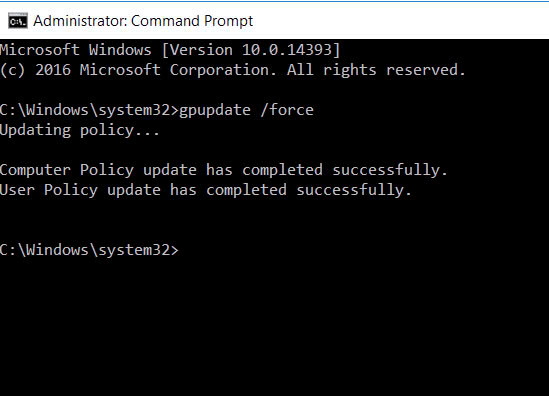 Administrator: Command Prompt
Microsoft Windows [Version 10.0.14393]
(c) 2016 Microsoft Corporation. All rights reserved.
C:\Windows\system32>gpupdate /force
Updating policy...
Computer Policy update has completed successfully.
User Policy update has completed successfully.
C:\Windows\system32>